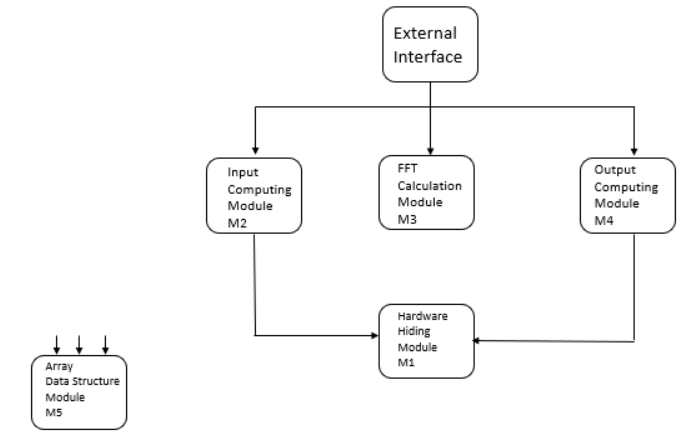 External
Interface
Input
Computing
Module
M2
FFT
Calculation
Module
M3
Output
Computing
Module
M4
Hardware
Hiding
Module
M1
Array
Data Structure
Module
M5